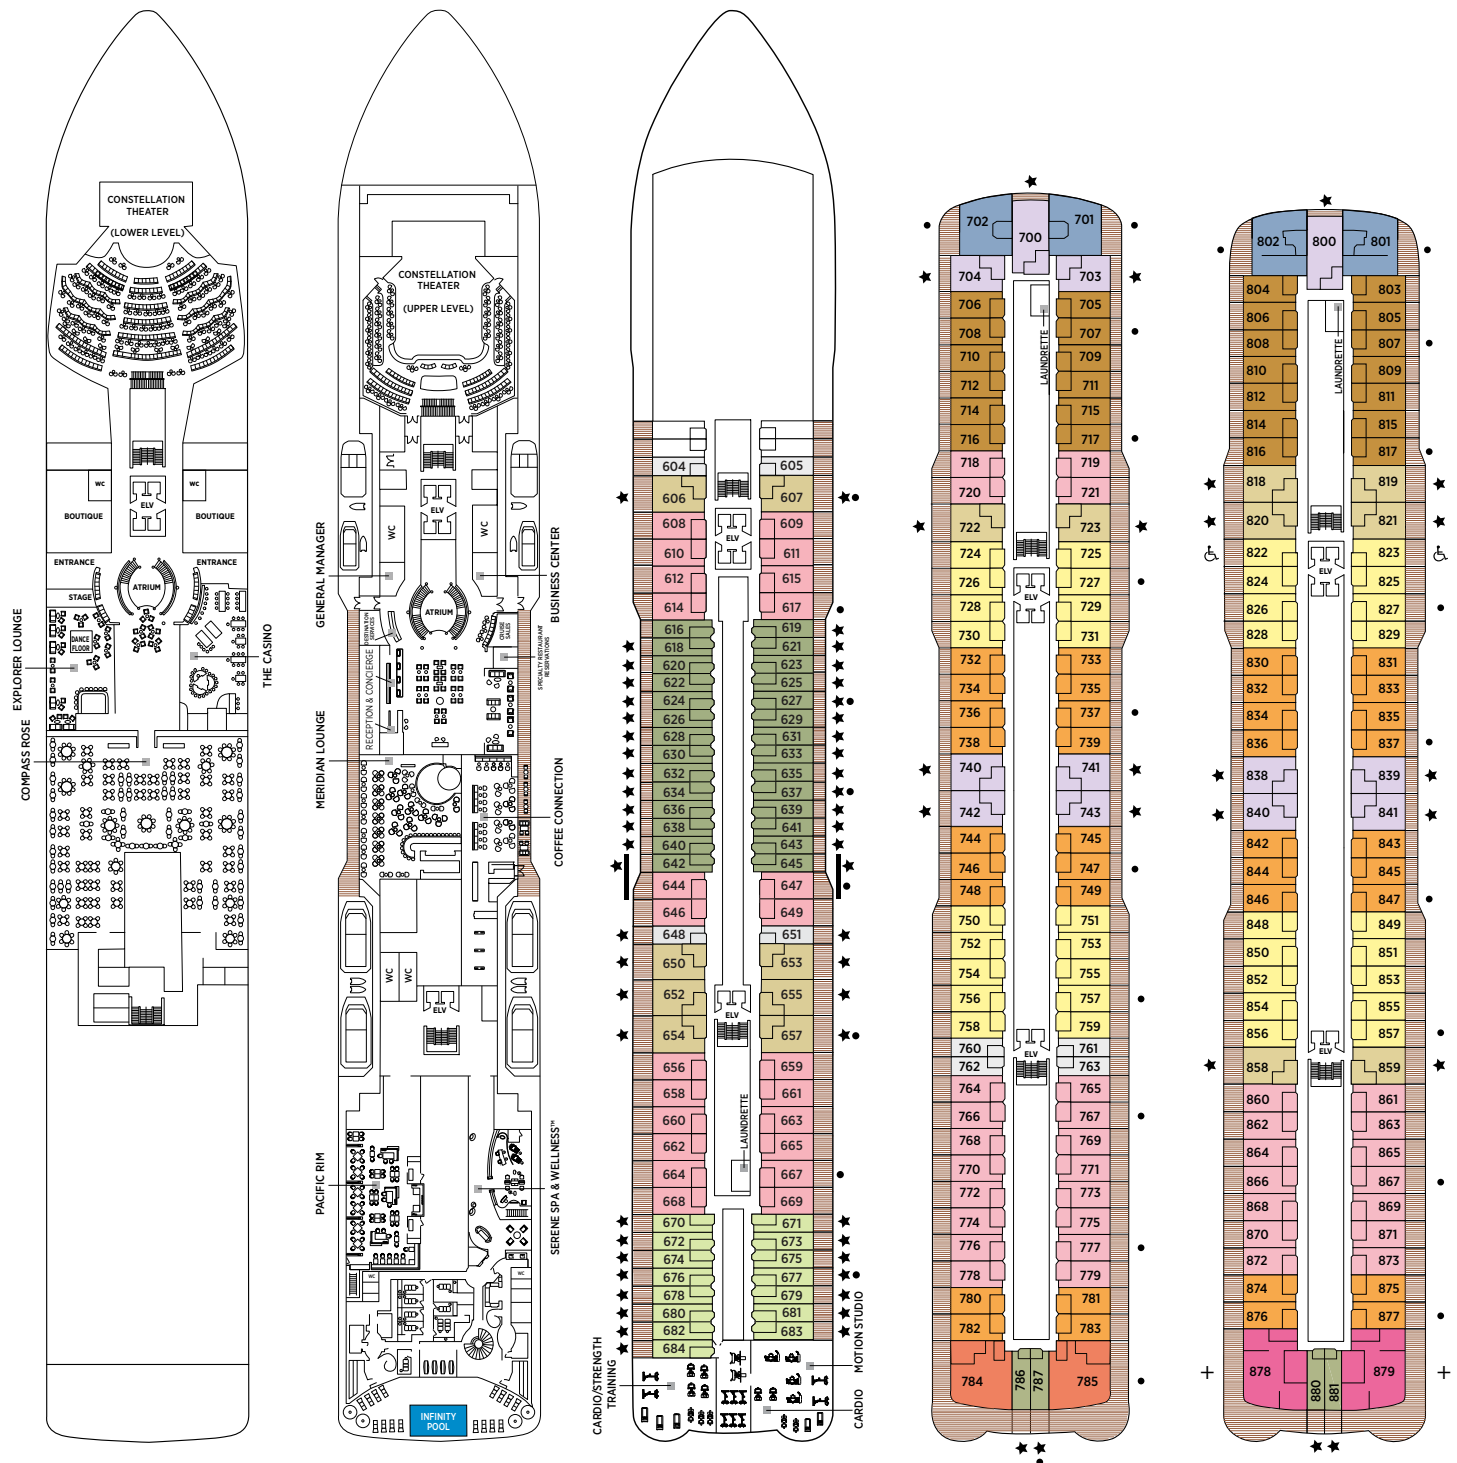 CONSTELLATION
THEATER
(LOWER LEVEL)
WC
WC
ELV
BOUTIQUE
BOUTIQUE
ENTRANCE
ENTRANCE
ATRIUM
STAGE
DANCE
FLOOR
EXPLORER LOUNGE
THE CASINO
COMPASS ROSE
CONSTELLATION
THEATER
(UPPER LEVEL)
ELV
WC
WC
GENERAL MANAGER
BUSINESS CENTER
ATRIUM
DESTINATION
SERVICES
CRUISE
SALES
SPECIALTY RESTAURANT
RESERVATIONS
RECEPTION & CONCIERGE
MERIDIAN LOUNGE
COFFEE CONNECTION
WC
WC
ELV
PACIFIC RIM
SERENE SPA & WELLNESS™
WC
WC
INFINITY
POOL
604 605
606 607
608 609
ELV
610 611
612 615
614 617
616 619
618 621
620 623
622 625
624 627
626 629
628 631
630 633
632 635
634 637
636 639
638 641
640 643
642 645
644 647
646 649
648 651
650 653
652 655
ELV
654 657
656 659
658 661
660 663
LAUNDRETTE
662 665
664 667
668 669
670 671
672 673
674 675
676 677
678 679
680 681
682 683
684
CARDIO/STRENGTH
TRAINING
MOTION STUDIO
CARDIO
702 701
700
704 703
706 705
708 707
LAUNDRETTE
710 709
712 711
714 715
716 717
718 719
720 721
722 723
724 725
726 727
ELV
728 729
730 731
732 733
734 735
736 737
738 739
740 741
742 743
744 745
746 747
748 749
750 751
752 753
754 755
756 757
758 759
760 761
ELV
762 763
764 765
766 767
768 769
770 771
772 773
774 775
776 777
778 779
780 781
782 783
784 786 787 785
802 800 801
804 803
806 805
808 807
LAUNDRETTE
810 809
812 811
814 815
816 817
818 819
820 821
822 823
ELV
824 825
826 827
828 829
830 831
832 833
834 835
836 837
838 839
840 841
842 843
844 845
846 847
848 849
850 851
852 853
854 855
856 857
ELV
858 859
860 861
862 863
864 865
866 867
868 869
870 871
872 873
874 875
876 877
878 880 881 879